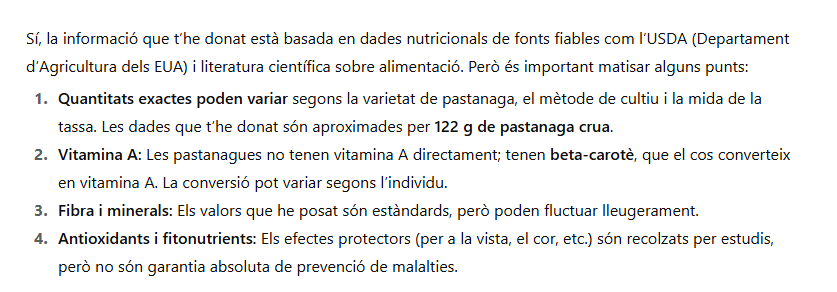 Sí, la informació que t’he donat està basada en dades nutricionals de fonts fiables com l’USDA (Departament
d’Agricultura dels EUA) i literatura científica sobre alimentació. Però és important matisar alguns punts:
1. Quantitats exactes poden variar segons la varietat de pastanaga, el mètode de cultiu i la mida de la
tassa. Les dades que t’he donat són aproximades per 122 g de pastanaga crua.
2. Vitamina A: Les pastanagues no tenen vitamina A directament; tenen beta-carotè, que el cos converteix
en vitamina A. La conversió pot variar segons l’individu.
3. Fibra i minerals: Els valors que he posat són estàndards, però poden fluctuar lleugerament.
4. Antioxidants i fitonutrients: Els efectes protectors (per a la vista, el cor, etc.) són recolzats per estudis,
però no són garantia absoluta de prevenció de malalties.